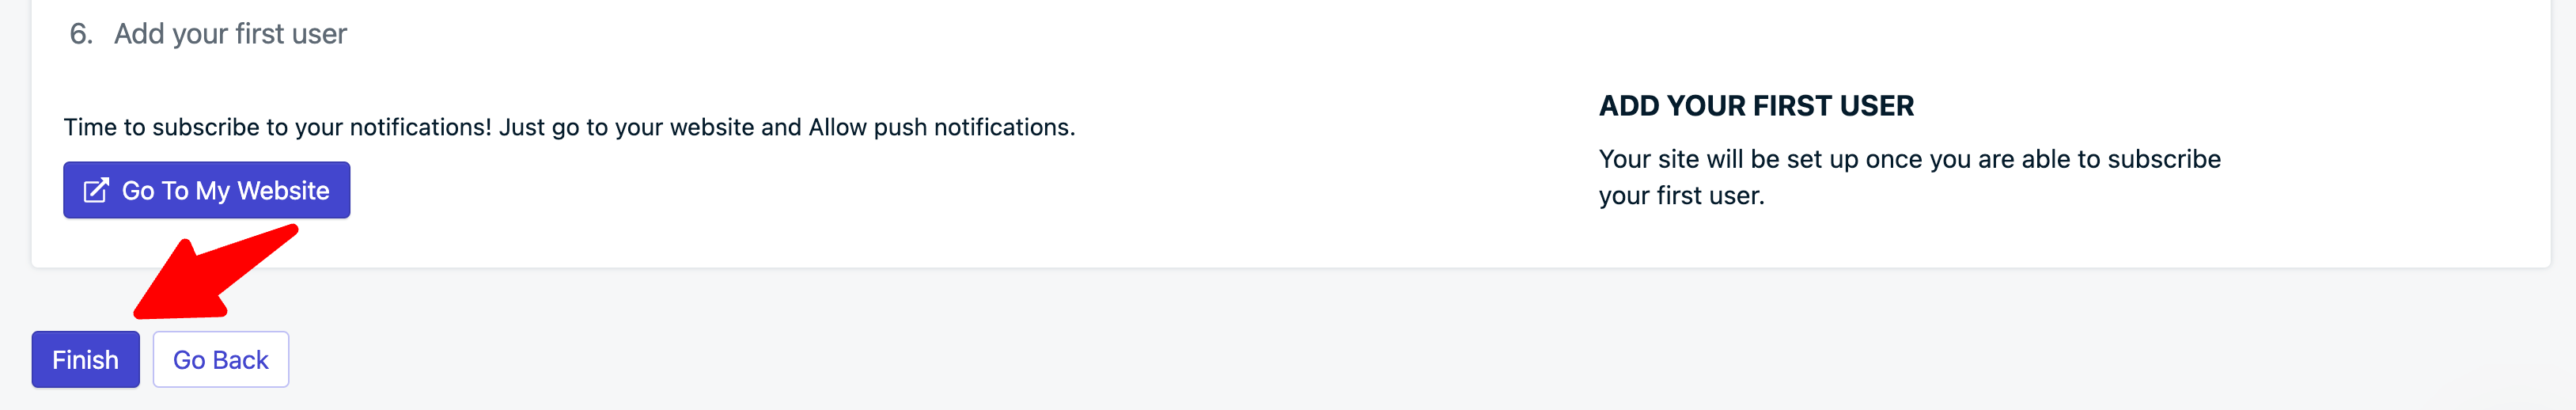 6. Add your first user
Time to subscribe to your notifications! Just go to your website and Allow push notifications.
Go To My Website
ADD YOUR FIRST USER
Your site will be set up once you are able to subscribe
your first user.
Finish
Go Back